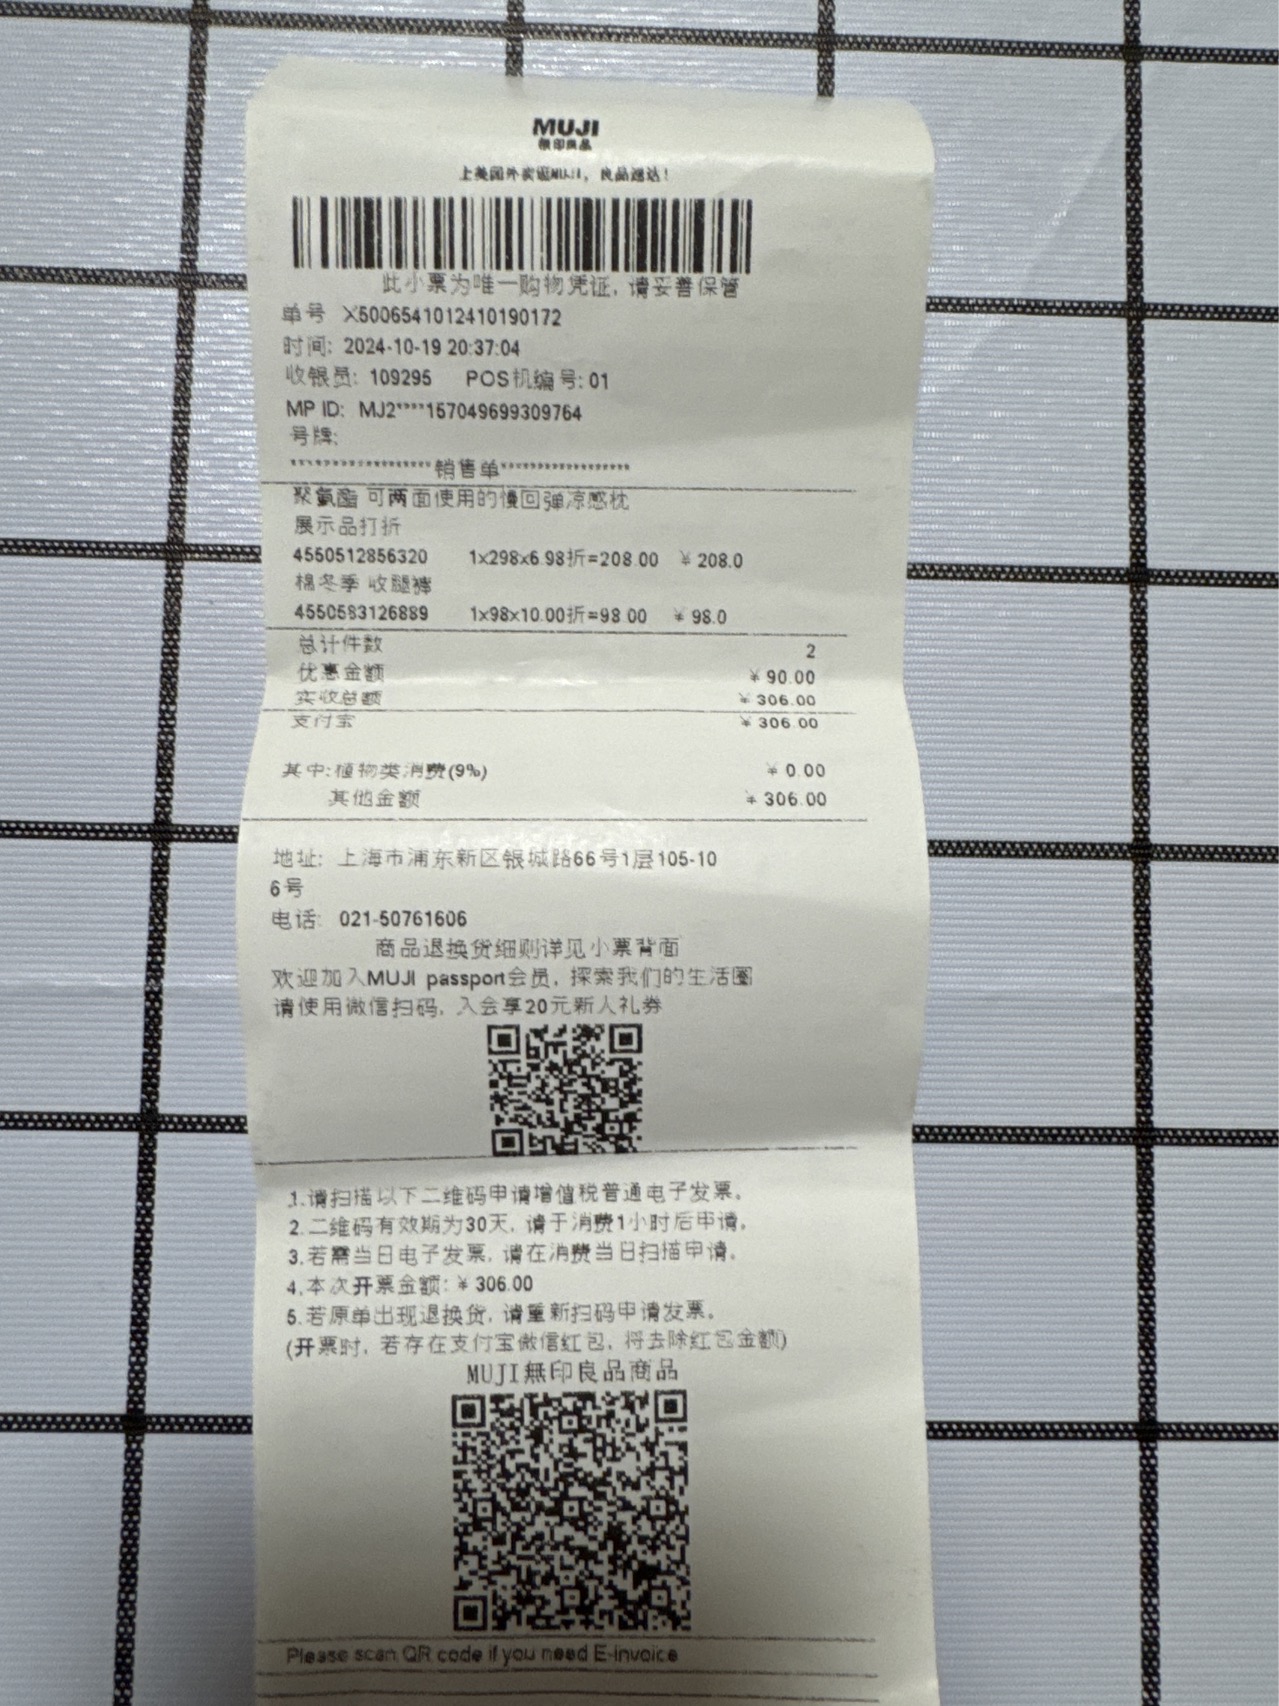 MUJI
無印良品
上美团外卖逛MUJI，良品速达！
此小票为唯一购物凭证，请妥善保管
单号 X5006541012410190172
时间: 2024-10-19 20:37:04
收银员: 109295 POS机编号: 01
MP ID: MJ2****157049699309764
号牌:
******************销售单*****************
聚氨酯 可两面使用的慢回弹凉感枕
展示品打折
4550512856320 1x298x6.98折=208.00 ￥208.0
棉冬季 收腿裤
4550583126889 1x98x10.00折=98.00 ￥98.0
总计件数 2
优惠金额 ￥90.00
实收总额 ￥306.00
支付宝 ￥306.00
其中:植物类消费(9%) ￥0.00
其他金额 ￥306.00
地址: 上海市浦东新区银城路66号1层105-10
6号
电话: 021-50761606
商品退换货细则详见小票背面
欢迎加入MUJI passport会员，探索我们的生活圈
请使用微信扫码，入会享20元新人礼券
1.请扫描以下二维码申请增值税普通电子发票。
2.二维码有效期为30天，请于消费1小时后申请。
3.若需当日电子发票，请在消费当日扫描申请。
4.本次开票金额: ￥306.00
5.若原单出现退换货，请重新扫码申请发票。
(开票时，若存在支付宝微信红包，将去除红包金额)
MUJI無印良品商品
Please scan QR code if you need E-invoice